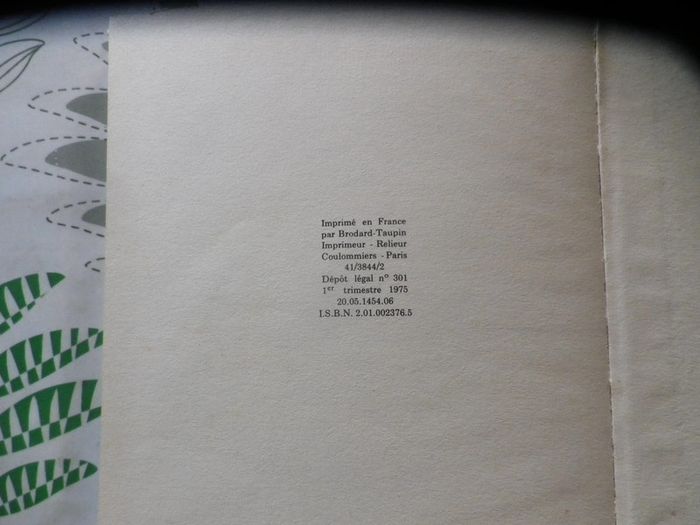 Imprimé en France
par Brodard-Taupin
Imprimeur - Relieur
Coulommiers - Paris
41/3844/2
Dépôt légal nº 301
1er trimestre 1975
20.05.1454.06
I.S.B.N. 2.01.002376.5